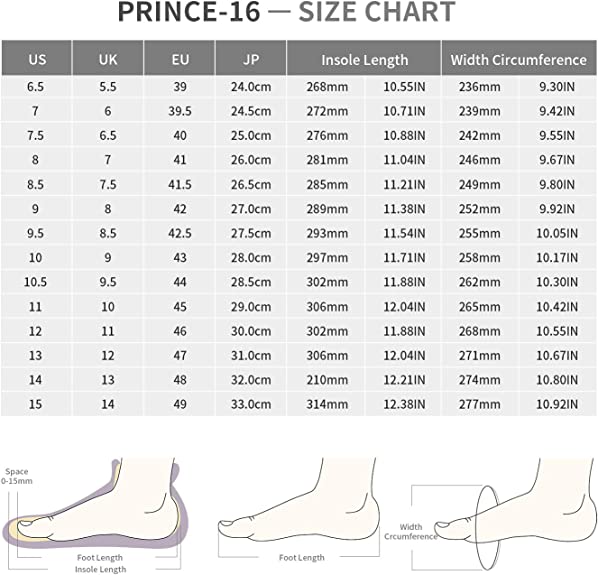 PRINCE-16 — SIZE CHART
US UK EU JP Insole Length Width Circumference
6.5 5.5 39 24.0cm 268mm 10.55IN 236mm 9.30IN
7 6 39.5 24.5cm 272mm 10.71IN 239mm 9.42IN
7.5 6.5 40 25.0cm 276mm 10.88IN 242mm 9.55IN
8 7 41 26.0cm 281mm 11.04IN 246mm 9.67IN
8.5 7.5 41.5 26.5cm 285mm 11.21IN 249mm 9.80IN
9 8 42 27.0cm 289mm 11.38IN 252mm 9.92IN
9.5 8.5 42.5 27.5cm 293mm 11.54IN 255mm 10.05IN
10 9 43 28.0cm 297mm 11.71IN 258mm 10.17IN
10.5 9.5 44 28.5cm 302mm 11.88IN 262mm 10.30IN
11 10 45 29.0cm 306mm 12.04IN 265mm 10.42IN
12 11 46 30.0cm 302mm 11.88IN 268mm 10.55IN
13 12 47 31.0cm 306mm 12.04IN 271mm 10.67IN
14 13 48 32.0cm 210mm 12.21IN 274mm 10.80IN
15 14 49 33.0cm 314mm 12.38IN 277mm 10.92IN
Space
0-15mm
Foot Length
Insole Length
Foot Length
Width
Circumference